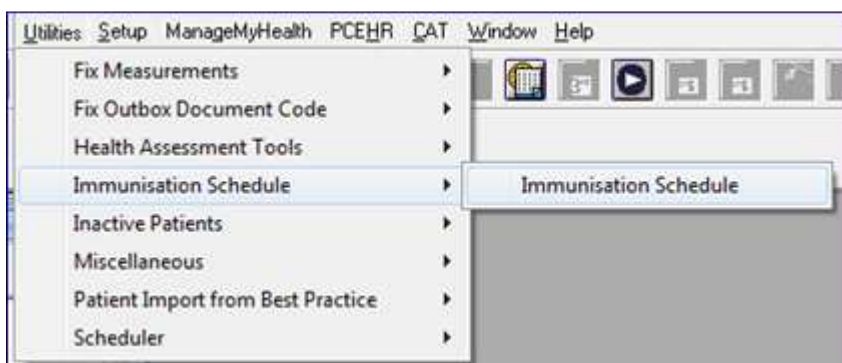 Utilities Setup ManageMyHealth PCEHR CAT Window Help
Fix Measurements
Fix Outbox Document Code
Health Assessment Tools
Immunisation Schedule Immunisation Schedule
Inactive Patients
Miscellaneous
Patient Import from Best Practice
Scheduler